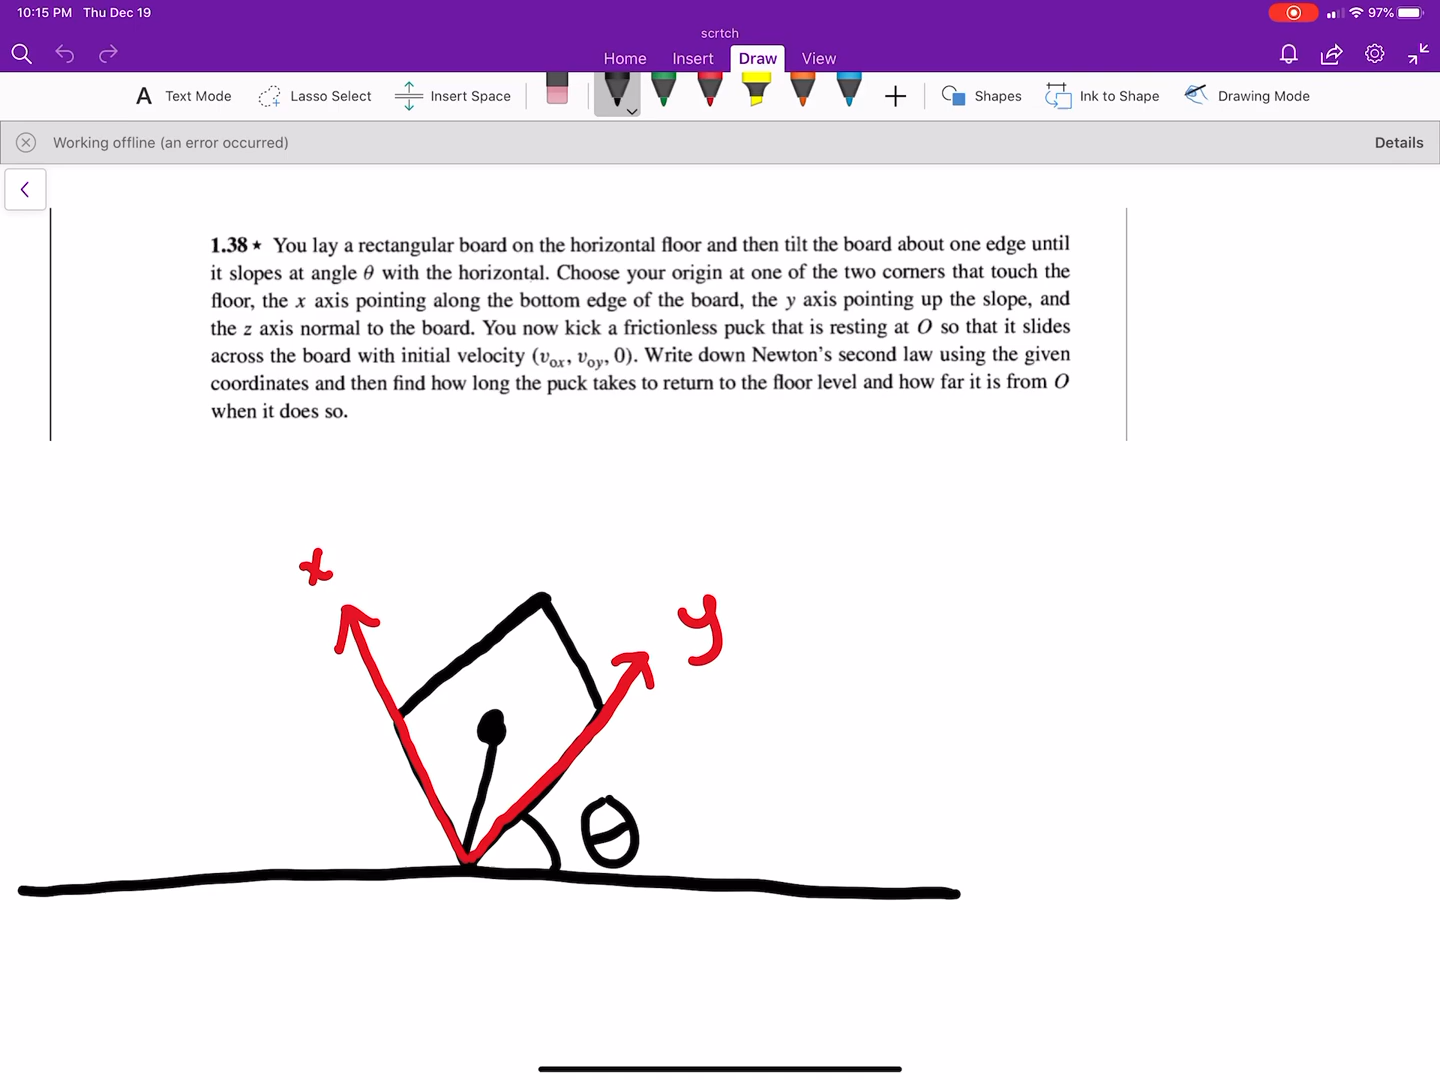 10:15 PM Thu Dec 19
97%
scrtch
Home Insert Draw View
A Text Mode Lasso Select Insert Space Shapes Ink to Shape Drawing Mode
Working offline (an error occurred) Details
1.38 ⋆ You lay a rectangular board on the horizontal floor and then tilt the board about one edge until
it slopes at angle θ with the horizontal. Choose your origin at one of the two corners that touch the
floor, the x axis pointing along the bottom edge of the board, the y axis pointing up the slope, and
the z axis normal to the board. You now kick a frictionless puck that is resting at O so that it slides
across the board with initial velocity (vox, voy, 0). Write down Newton's second law using the given
coordinates and then find how long the puck takes to return to the floor level and how far it is from O
when it does so.
x
y
θ